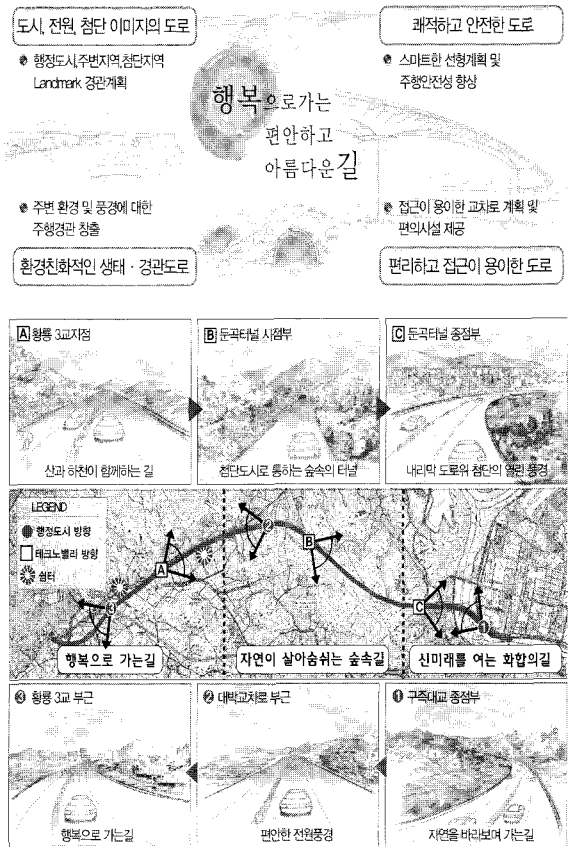 도시, 전원, 첨단 이미지의 도로
쾌적하고 안전한 도로
행정도시,주변지역,첨단지역
Landmark 경관계획
스마트한 선형계획 및
주행안전성 향상
행복으로가는
편안하고
아름다운길
주변 환경 및 풍경에 대한
주행경관 창출
접근이 용이한 교차로 계획 및
편의시설 제공
환경친화적인 생태·경관도로
편리하고 접근이 용이한 도로
A 황룡 3교지점
B 둔곡터널 시점부
C 둔곡터널 종점부
산과 하천이 함께하는 길
첨단도시로 통하는 숲속의 터널
내리막 도로위 첨단의 열린 풍경
LEGEND
행정도시 방향
테크노밸리 방향
쉼터
A
B
C
3
2
1
행복으로 가는길
자연이 살아숨쉬는 숲속길
신미래를 여는 화합의길
❸ 황룡 3교 부근
❷ 대박교차로 부근
❶ 구즉대교 종점부
행복으로 가는길
편안한 전원풍경
자연을 바라보며 가는길